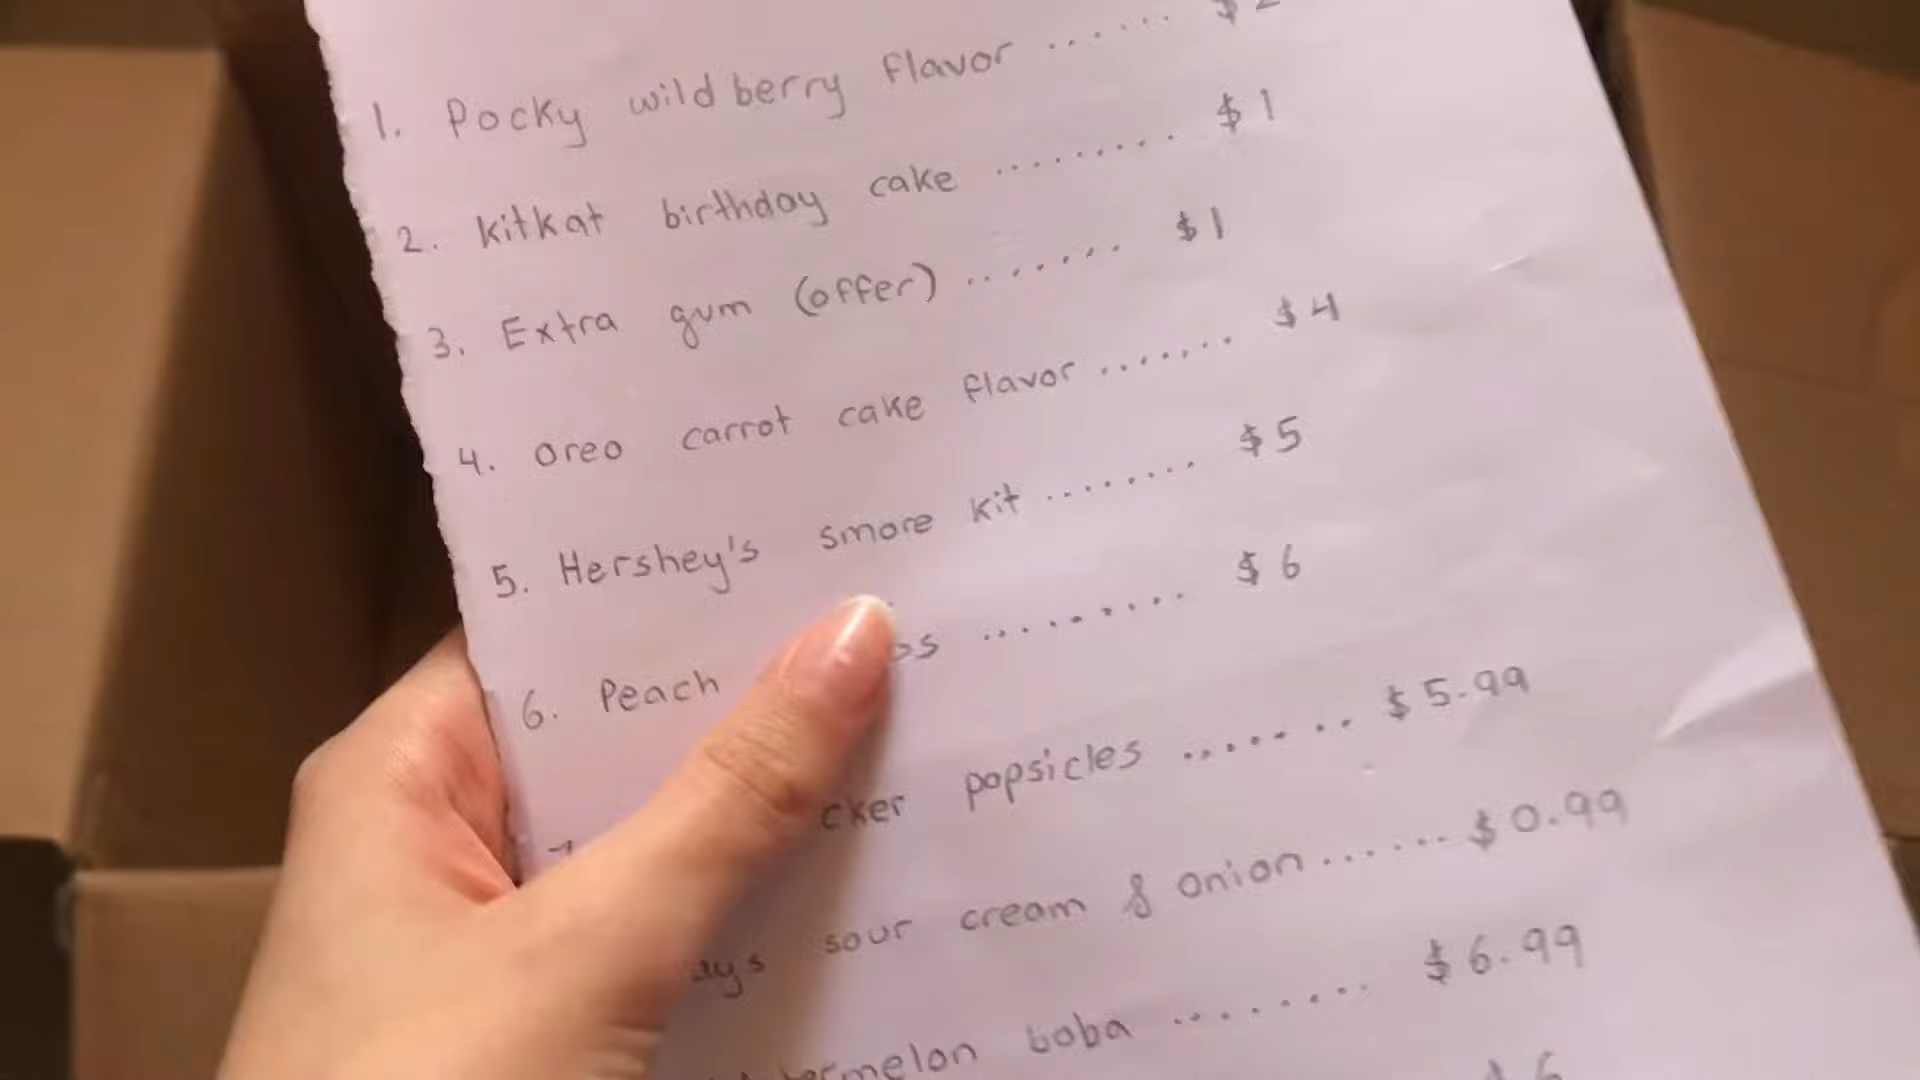 1. Pocky wild berry flavor ...... $2
2. Kitkat birthday cake ......... $1
3. Extra gum (offer) ....... $1
4. Oreo carrot cake flavor ....... $4
5. Hershey's smore kit ........ $5
6. Peach ......... $6
popsicles ....... $5.99
sour cream & onion ...... $0.99
boba ........ $6.99
$6